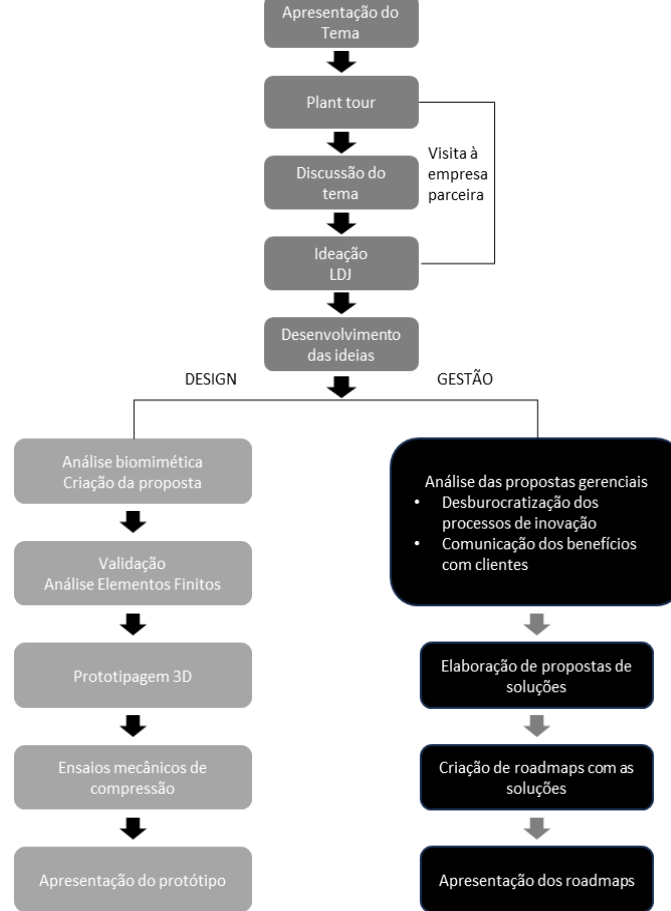 Apresentação do
Tema
Plant tour
Visita à
empresa
parceira
Discussão do
tema
Ideação
LDJ
Desenvolvimento
das ideias
DESIGN
GESTÃO
Análise biomimética
Criação da proposta
Validação
Análise Elementos Finitos
Prototipagem 3D
Ensaios mecânicos de
compressão
Apresentação do protótipo
Análise das propostas gerenciais
• Desburocratização dos
processos de inovação
• Comunicação dos benefícios
com clientes
Elaboração de propostas de
soluções
Criação de roadmaps com as
soluções
Apresentação dos roadmaps